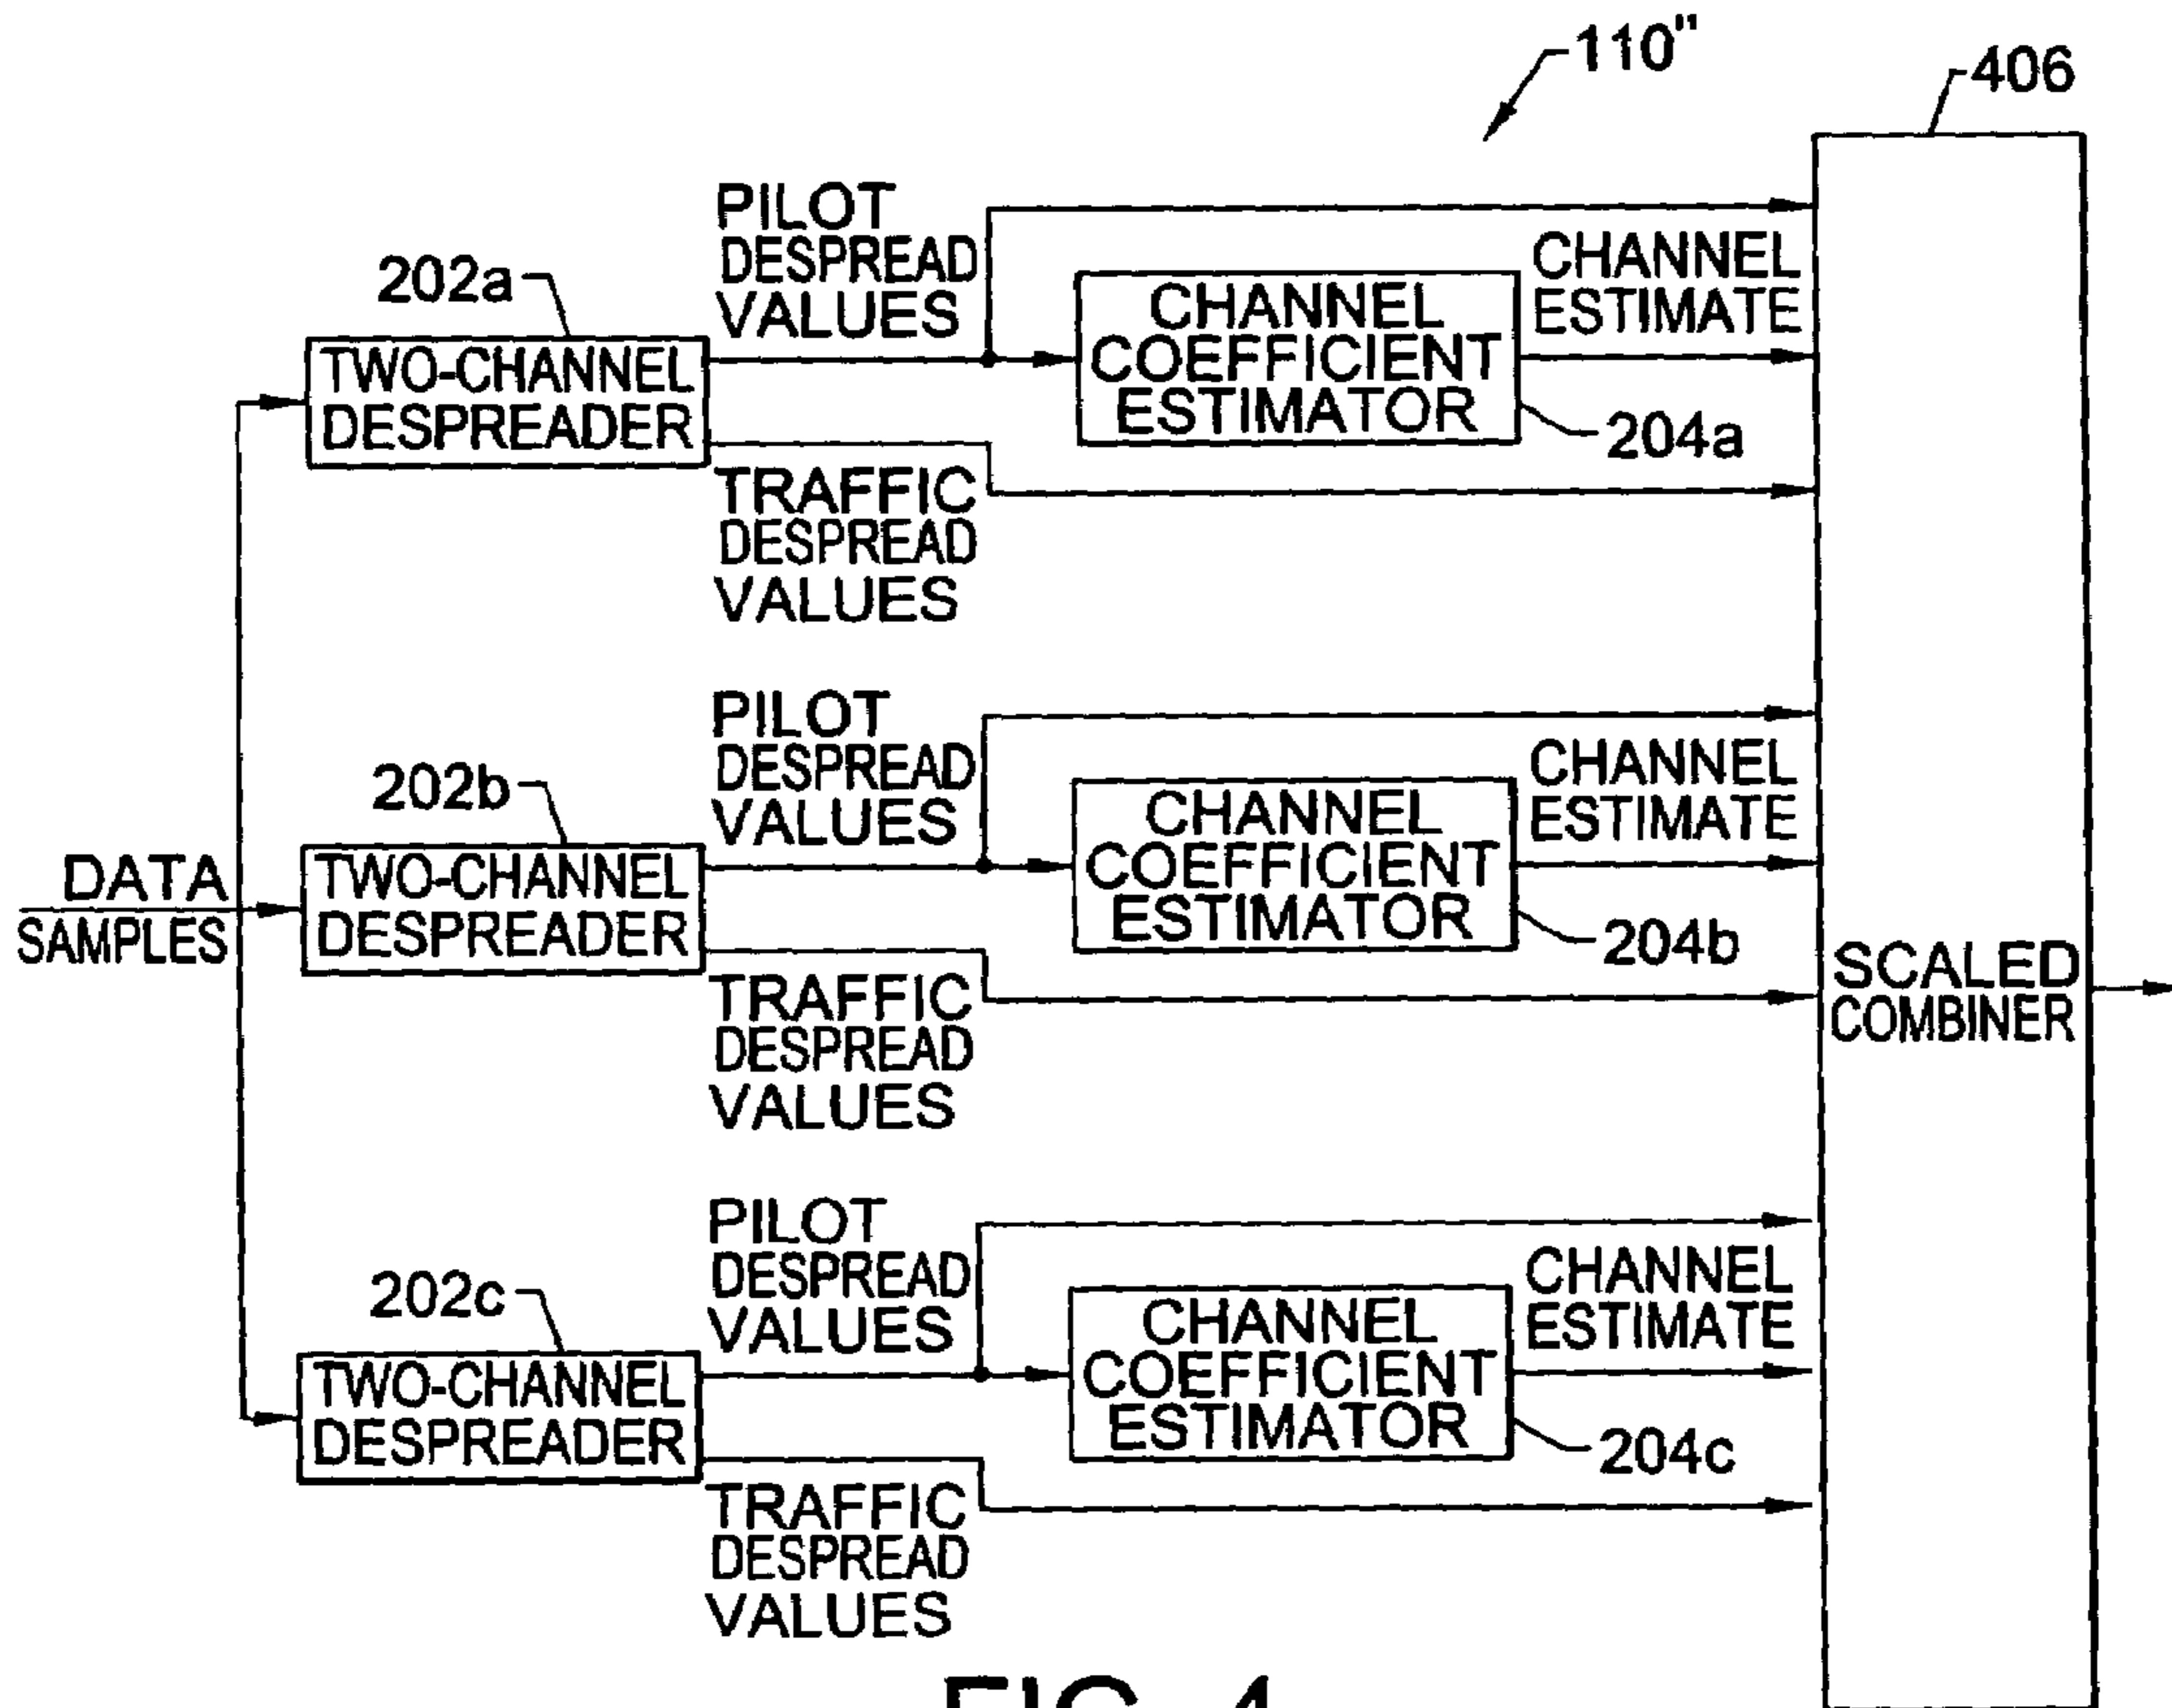 110"
406
PILOT
DESPREAD
VALUES
202a
TWO-CHANNEL
DESPREADER
CHANNEL
COEFFICIENT
ESTIMATOR
204a
CHANNEL
ESTIMATE
TRAFFIC
DESPREAD
VALUES
PILOT
DESPREAD
VALUES
202b
DATA
SAMPLES
TWO-CHANNEL
DESPREADER
CHANNEL
COEFFICIENT
ESTIMATOR
204b
CHANNEL
ESTIMATE
TRAFFIC
DESPREAD
VALUES
SCALED
COMBINER
PILOT
DESPREAD
VALUES
202c
TWO-CHANNEL
DESPREADER
CHANNEL
COEFFICIENT
ESTIMATOR
204c
CHANNEL
ESTIMATE
TRAFFIC
DESPREAD
VALUES
FIG. 4